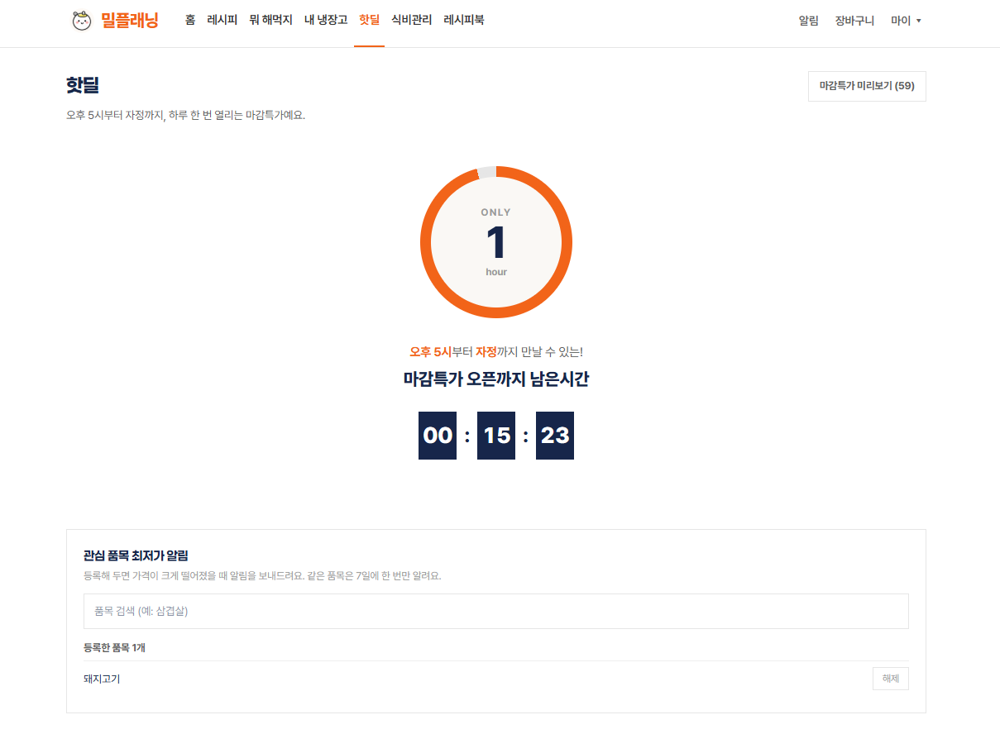 밀플래닝
홈 레시피 뭐 해먹지 내 냉장고 핫딜 식비관리 레시피북
알림 장바구니 마이
핫딜
마감특가 미리보기 (59)
오후 5시부터 자정까지, 하루 한 번 열리는 마감특가예요.
ONLY
1
hour
오후 5시부터 자정까지 만날 수 있는!
마감특가 오픈까지 남은시간
00 : 15 : 23
관심 품목 최저가 알림
등록해 두면 가격이 크게 떨어졌을 때 알림을 보내드려요. 같은 품목은 7일에 한 번만 알려요.
품목 검색 (예: 삼겹살)
등록한 품목 1개
돼지고기
해제